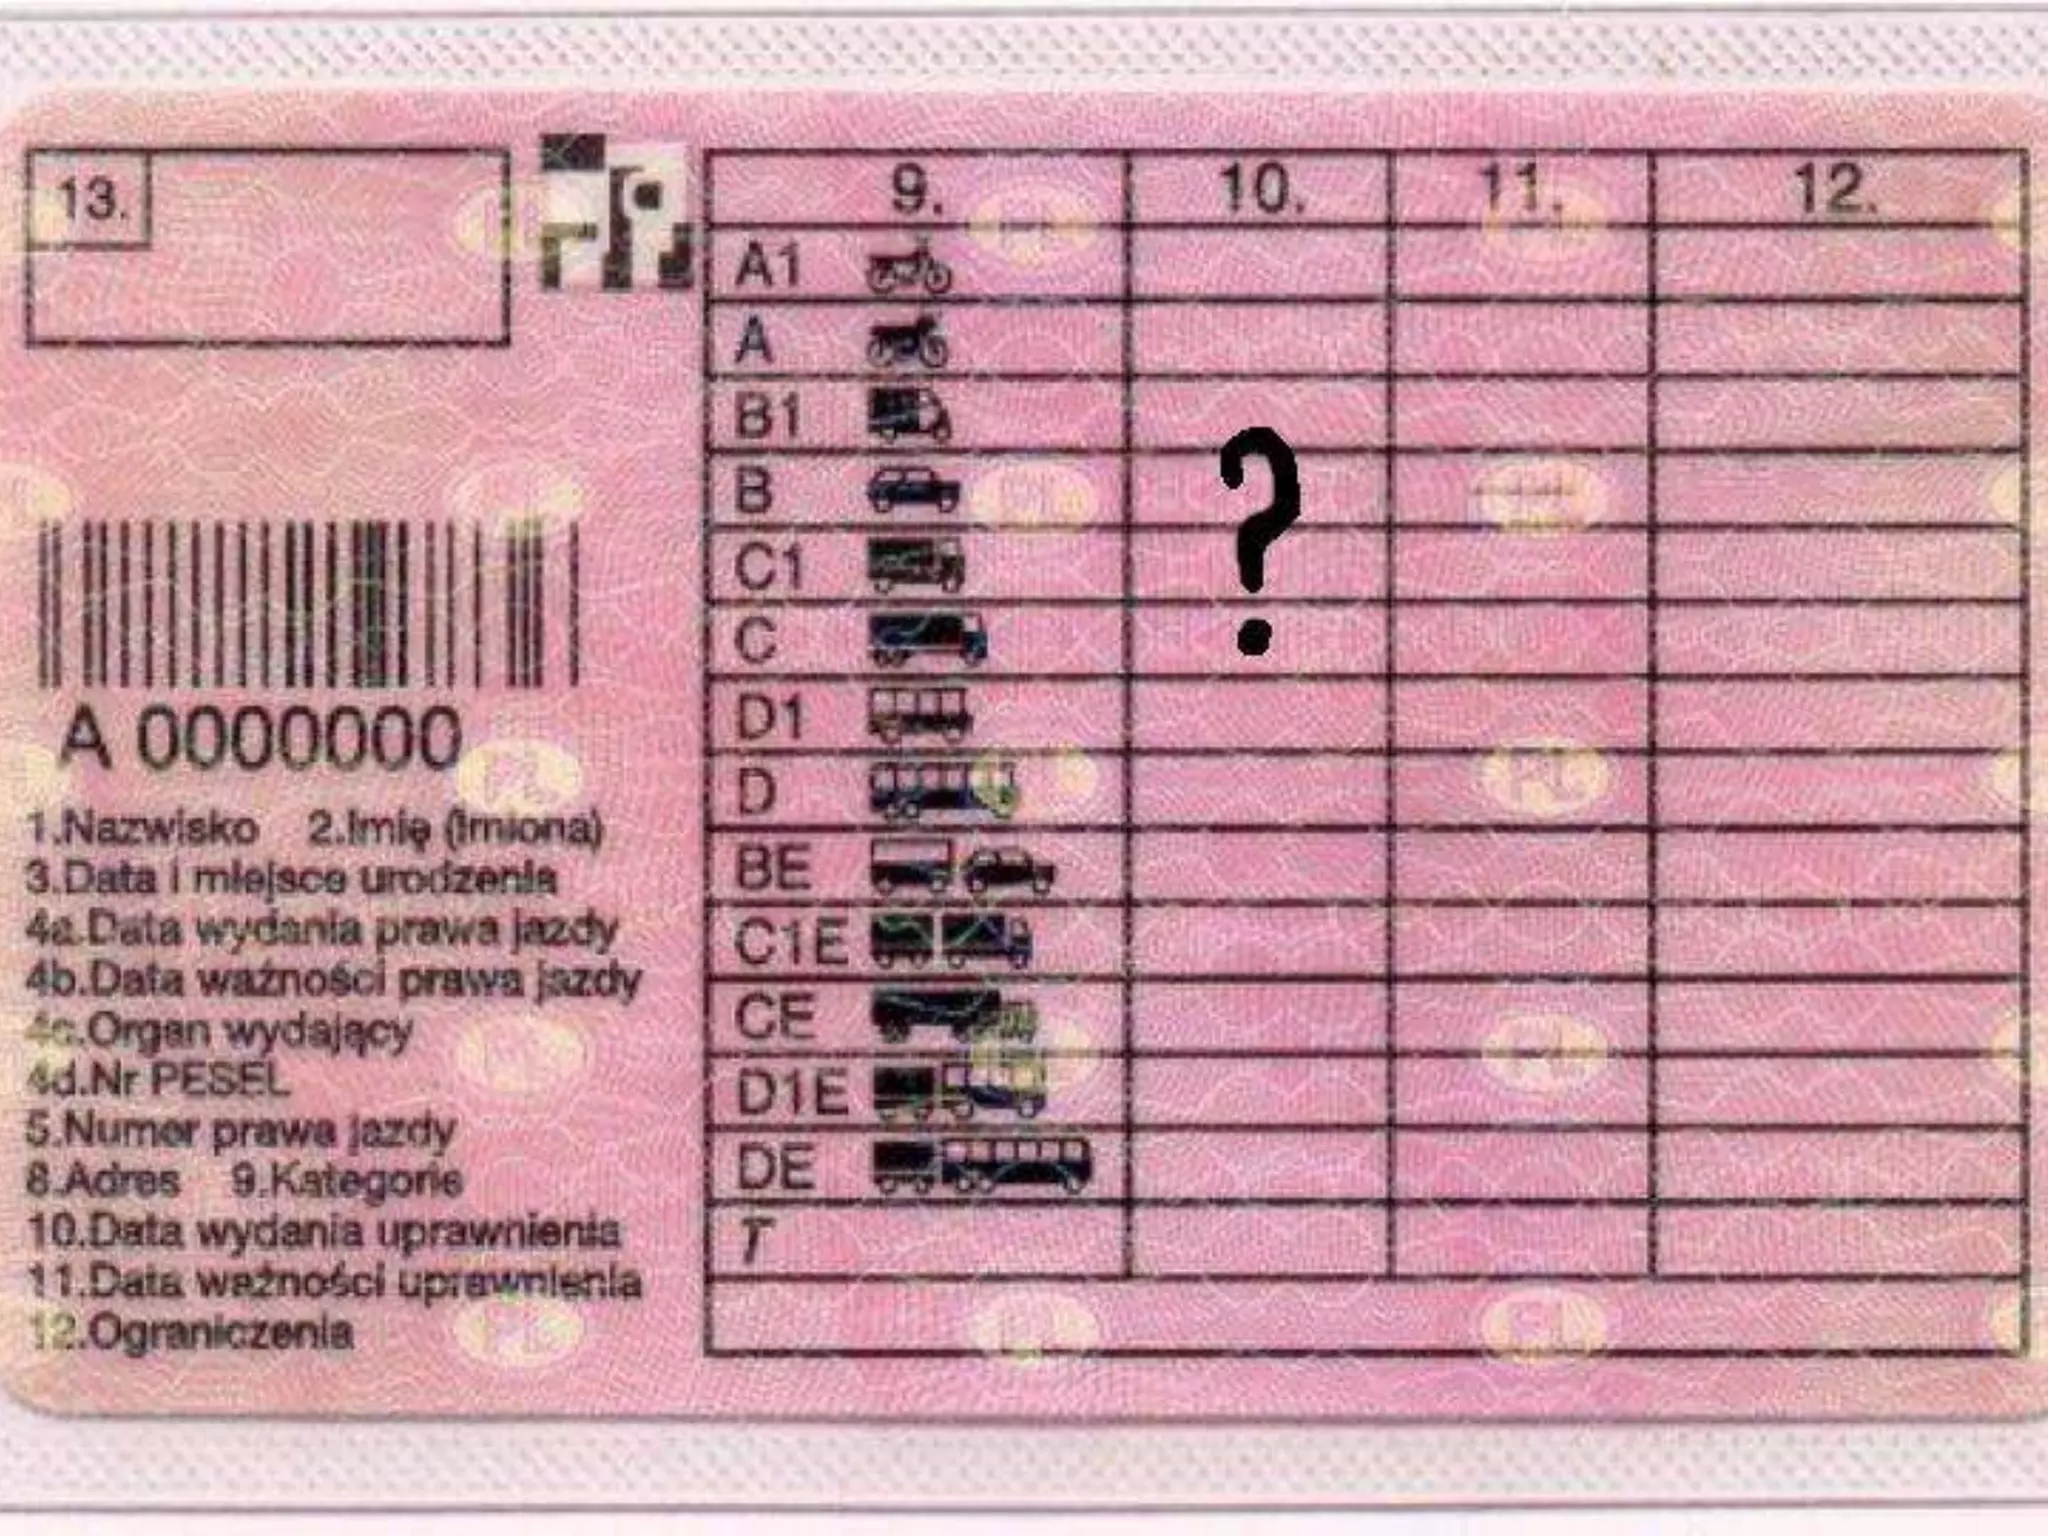 13.
9. 10. 11. 12.
A1
A
B1
B
?
C1
C
D1
D
BE
C1E
CE
D1E
DE
T
A 0000000
1.Nazwisko 2.Imię (Imiona)
3.Data i miejsce urodzenia
4a.Data wydania prawa jazdy
4b.Data ważności prawa jazdy
4c.Organ wydający
4d.Nr PESEL
5.Numer prawa jazdy
8.Adres 9.Kategorie
10.Data wydania uprawnienia
11.Data ważności uprawnienia
12.Ograniczenia